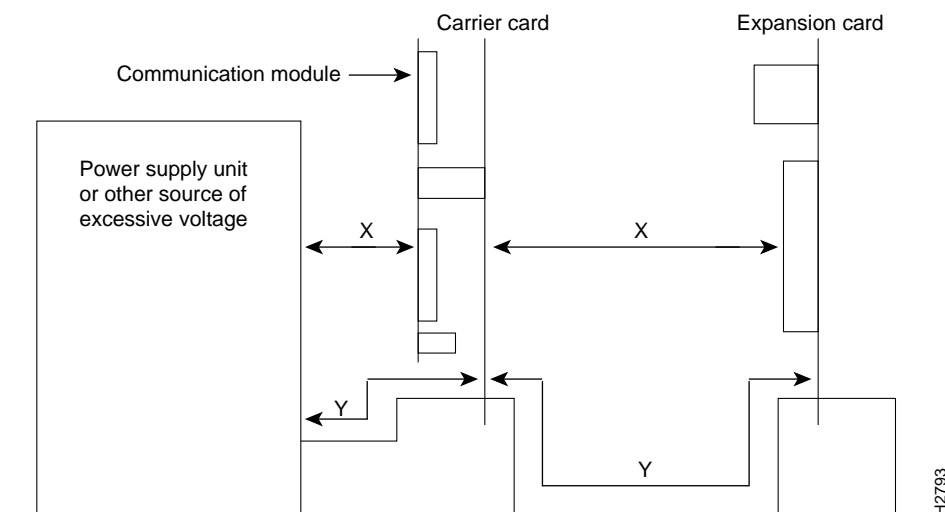 Carrier card
Expansion card
Communication module
Power supply unit
or other source of
excessive voltage
X
X
Y
Y
H2793